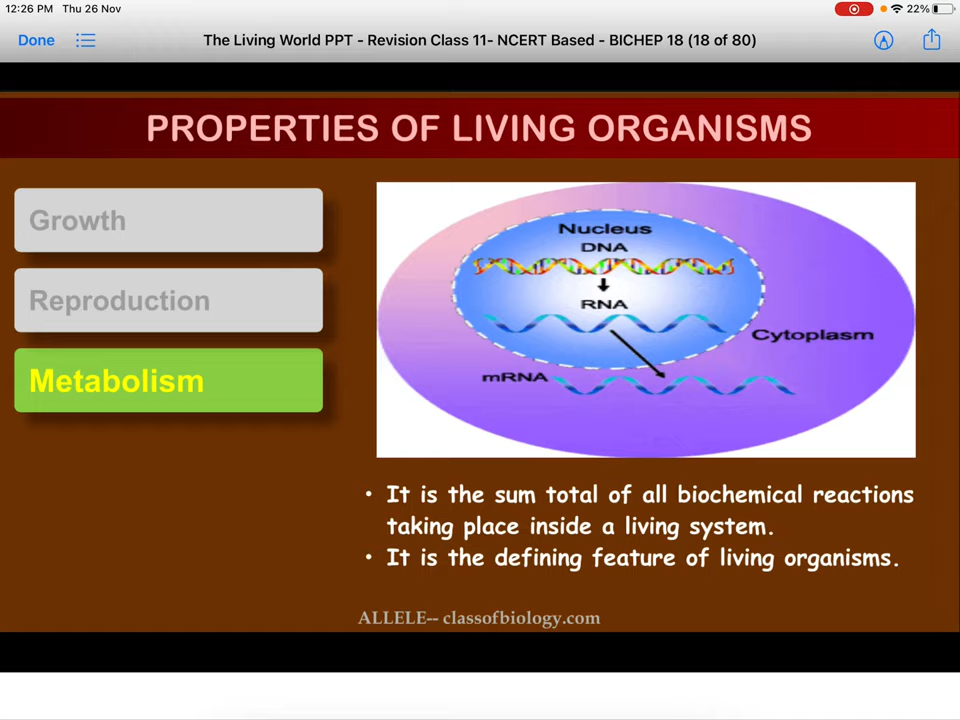 12:26 PM Thu 26 Nov 22%
Done The Living World PPT - Revision Class 11- NCERT Based - BICHEP 18 (18 of 80)
PROPERTIES OF LIVING ORGANISMS
Growth
Reproduction
Metabolism
Nucleus
DNA
RNA
Cytoplasm
mRNA
• It is the sum total of all biochemical reactions
taking place inside a living system.
• It is the defining feature of living organisms.
ALLELE-- classofbiology.com